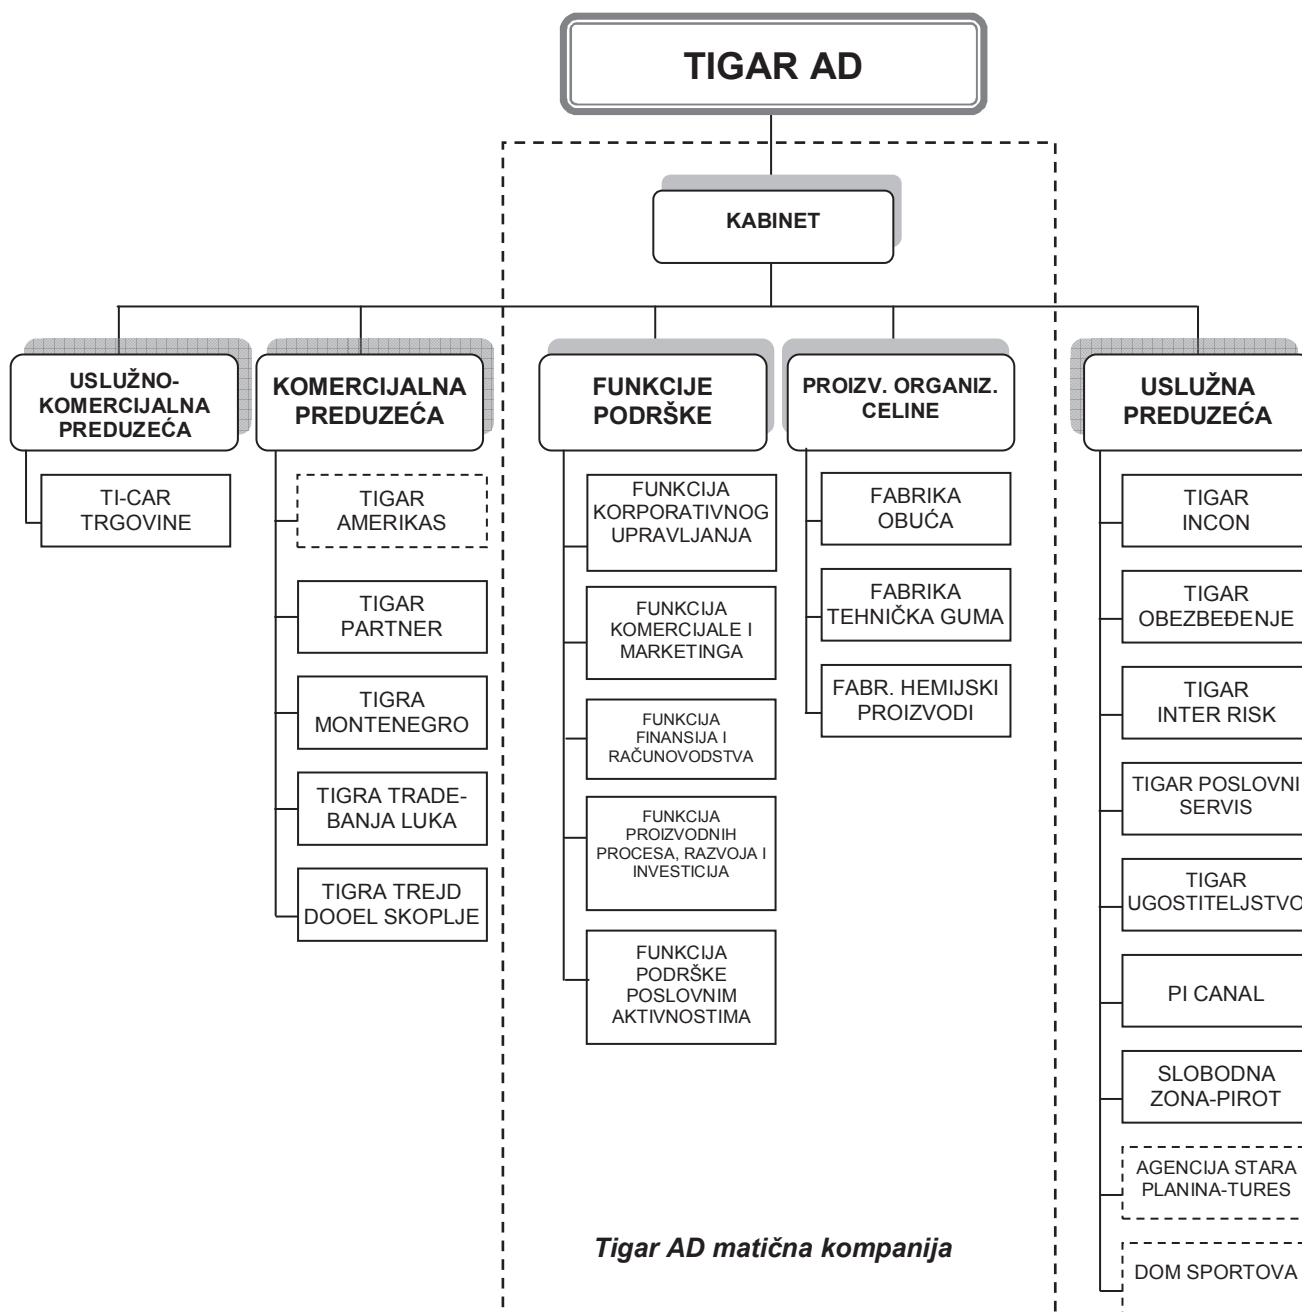 TIGAR AD
KABINET
USLUŽNO-
KOMERCIJALNA
PREDUZEĆA
TI-CAR
TRGOVINE
KOMERCIJALNA
PREDUZEĆA
TIGAR
AMERIKAS
TIGAR
PARTNER
TIGRA
MONTENEGRO
TIGRA TRADE-
BANJA LUKA
TIGRA TREJD
DOOEL SKOPLJE
FUNKCIJE
PODRŠKE
FUNKCIJA
KORPORATIVNOG
UPRAVLJANJA
FUNKCIJA
KOMERCIJALE I
MARKETINGA
FUNKCIJA
FINANSIJA I
RAČUNOVODSTVA
FUNKCIJA
PROIZVODNIH
PROCESA, RAZVOJA I
INVESTICIJA
FUNKCIJA
PODRŠKE
POSLOVNIM
AKTIVNOSTIMA
PROIZV. ORGANIZ.
CELINE
FABRIKA
OBUĆA
FABRIKA
TEHNIČKA GUMA
FABR. HEMIJSKI
PROIZVODI
USLUŽNA
PREDUZEĆA
TIGAR
INCON
TIGAR
OBEZBEĐENJE
TIGAR
INTER RISK
TIGAR POSLOVNI
SERVIS
TIGAR
UGOSTITELJSTVO
PI CANAL
SLOBODNA
ZONA-PIROT
AGENCIJA STARA
PLANINA-TURES
DOM SPORTOVA
Tigar AD matična kompanija